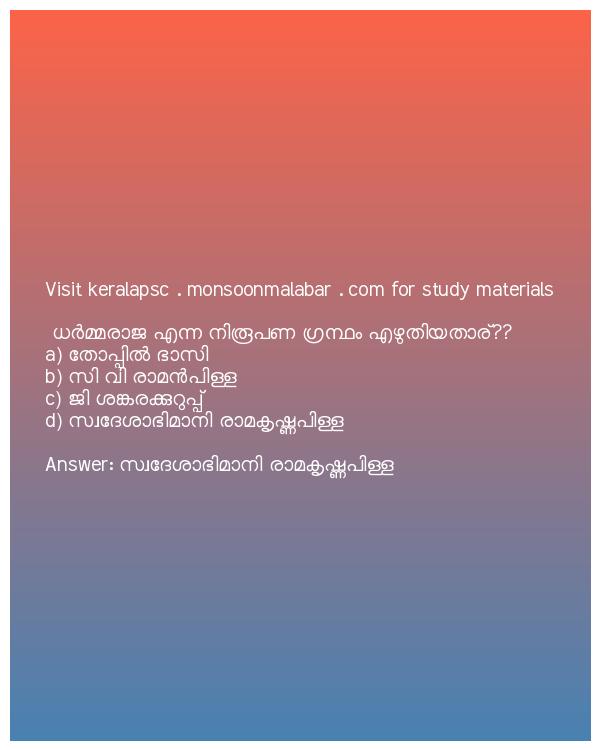 Visit keralapsc . monsoonmalabar . com for study materials
ധർമ്മരാജ എന്ന നിരൂപണ ഗ്രന്ഥം എഴുതിയതാര്??
a) തോപ്പിൽ ഭാസി
b) സി വി രാമൻപിള്ള
c) ജി ശങ്കരക്കുറുപ്പ്
d) സ്വദേശാഭിമാനി രാമകൃഷ്ണപിള്ള
Answer: സ്വദേശാഭിമാനി രാമകൃഷ്ണപിള്ള